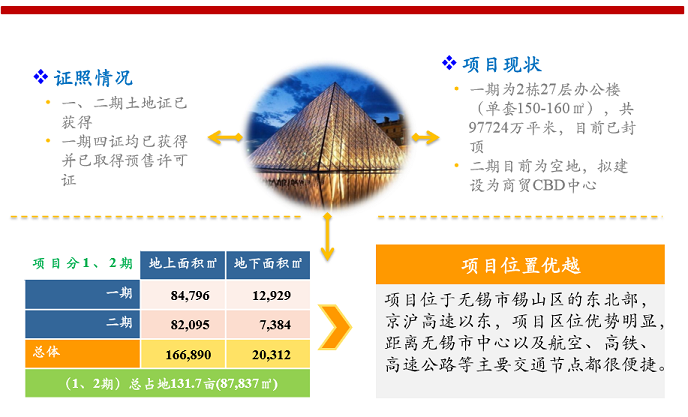 证照情况
一、二期土地证已
获得
一期四证均已获得
并已取得预售许可
证
项目现状
一期为2栋27层办公楼
（单套150-160㎡），共
97724万平米，目前已封
顶
二期目前为空地，拟建
设为商贸CBD中心
项目分1、2期 地上面积㎡ 地下面积㎡
一期 84,796 12,929
二期 82,095 7,384
总体 166,890 20,312
（1、2期）总占地131.7亩(87,837㎡)
项目位置优越
项目位于无锡市锡山区的东北部，
京沪高速以东，项目区位优势明显，
距离无锡市中心以及航空、高铁、
高速公路等主要交通节点都很便捷。